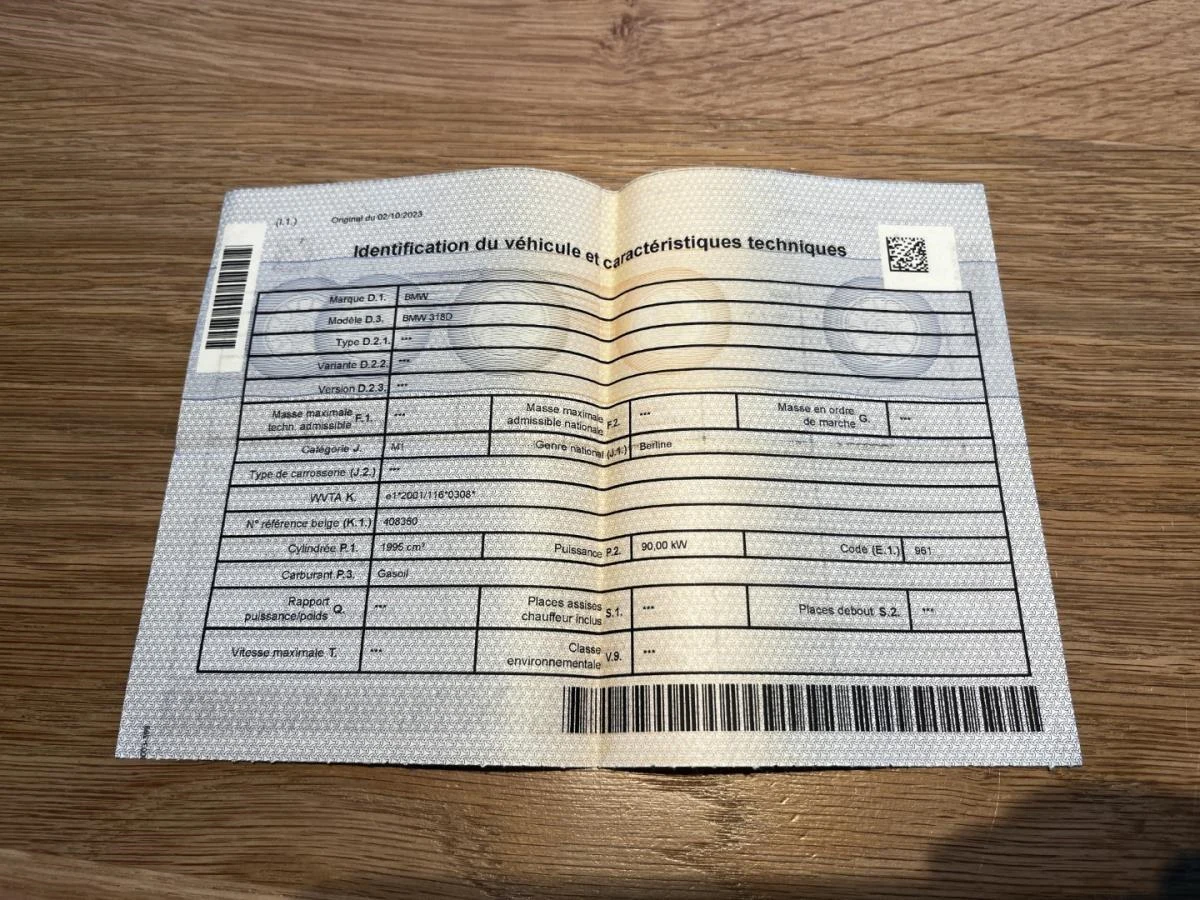 (I.1.) Original du 02/10/2023
Identification du véhicule et caractéristiques techniques
Marque D.1. BMW
Modèle D.3. BMW 318D
Type D.2.1. ***
Variante D.2.2. ***
Version D.2.3. ***
Masse maximale techn. admissible F.1. *** Masse maximale admissible nationale F.2. *** Masse en ordre de marche G. ***
Catégorie J. M1 Genre national (J.1.) Berline
Type de carrosserie (J.2.) ***
WVTA K. e1*2001/116*0308*
N° référence belge (K.1.) 408350
Cylindrée P.1. 1995 cm³ Puissance P.2. 90,00 kW Code (E.1.) 961
Carburant P.3. Gasoil
Rapport puissance/poids Q. *** Places assises chauffeur inclus S.1. *** Places debout S.2. ***
Vitesse maximale T. *** Classe environnementale V.9. ***